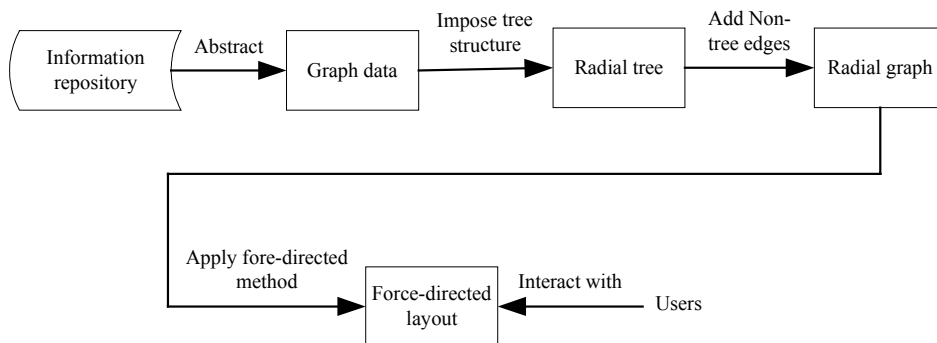 Information
repository
Abstract
Graph data
Impose tree
structure
Radial tree
Add Non-
tree edges
Radial graph
Apply fore-directed
method
Force-directed
layout
Interact with
Users